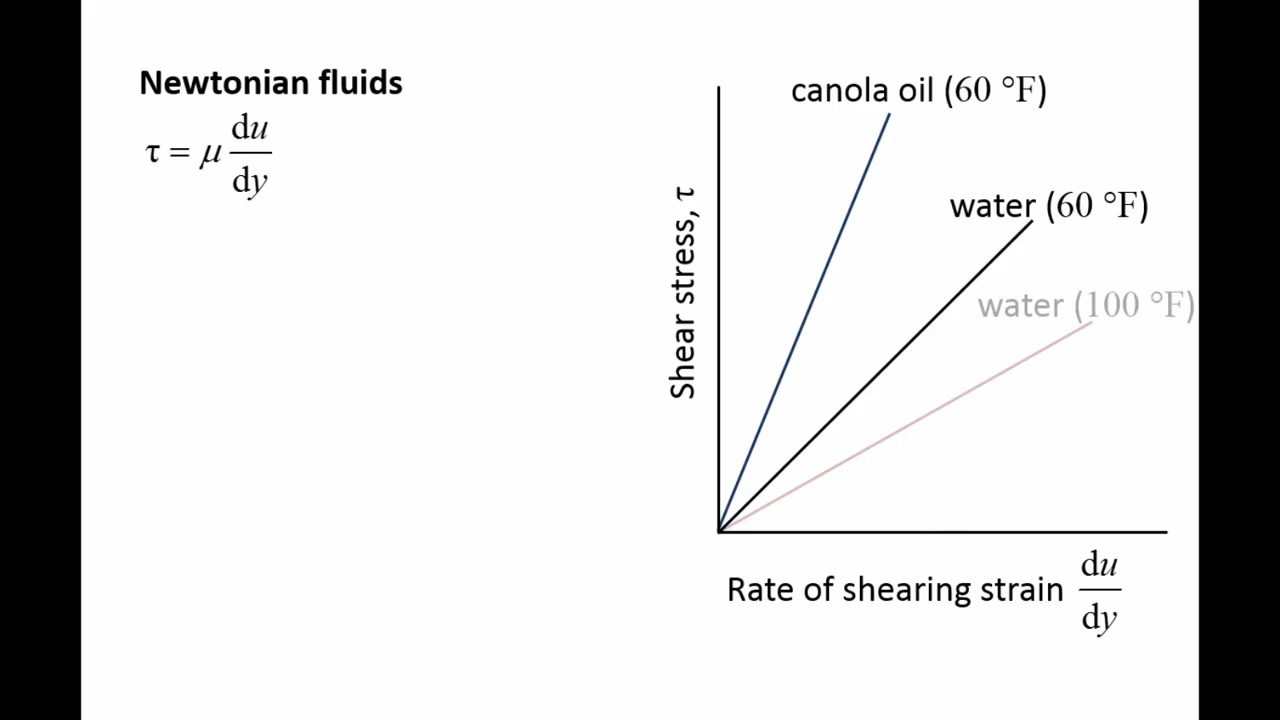 Newtonian fluids
τ = μ du/dy
canola oil (60 °F)
water (60 °F)
water (100 °F)
Shear stress, τ
Rate of shearing strain du/dy